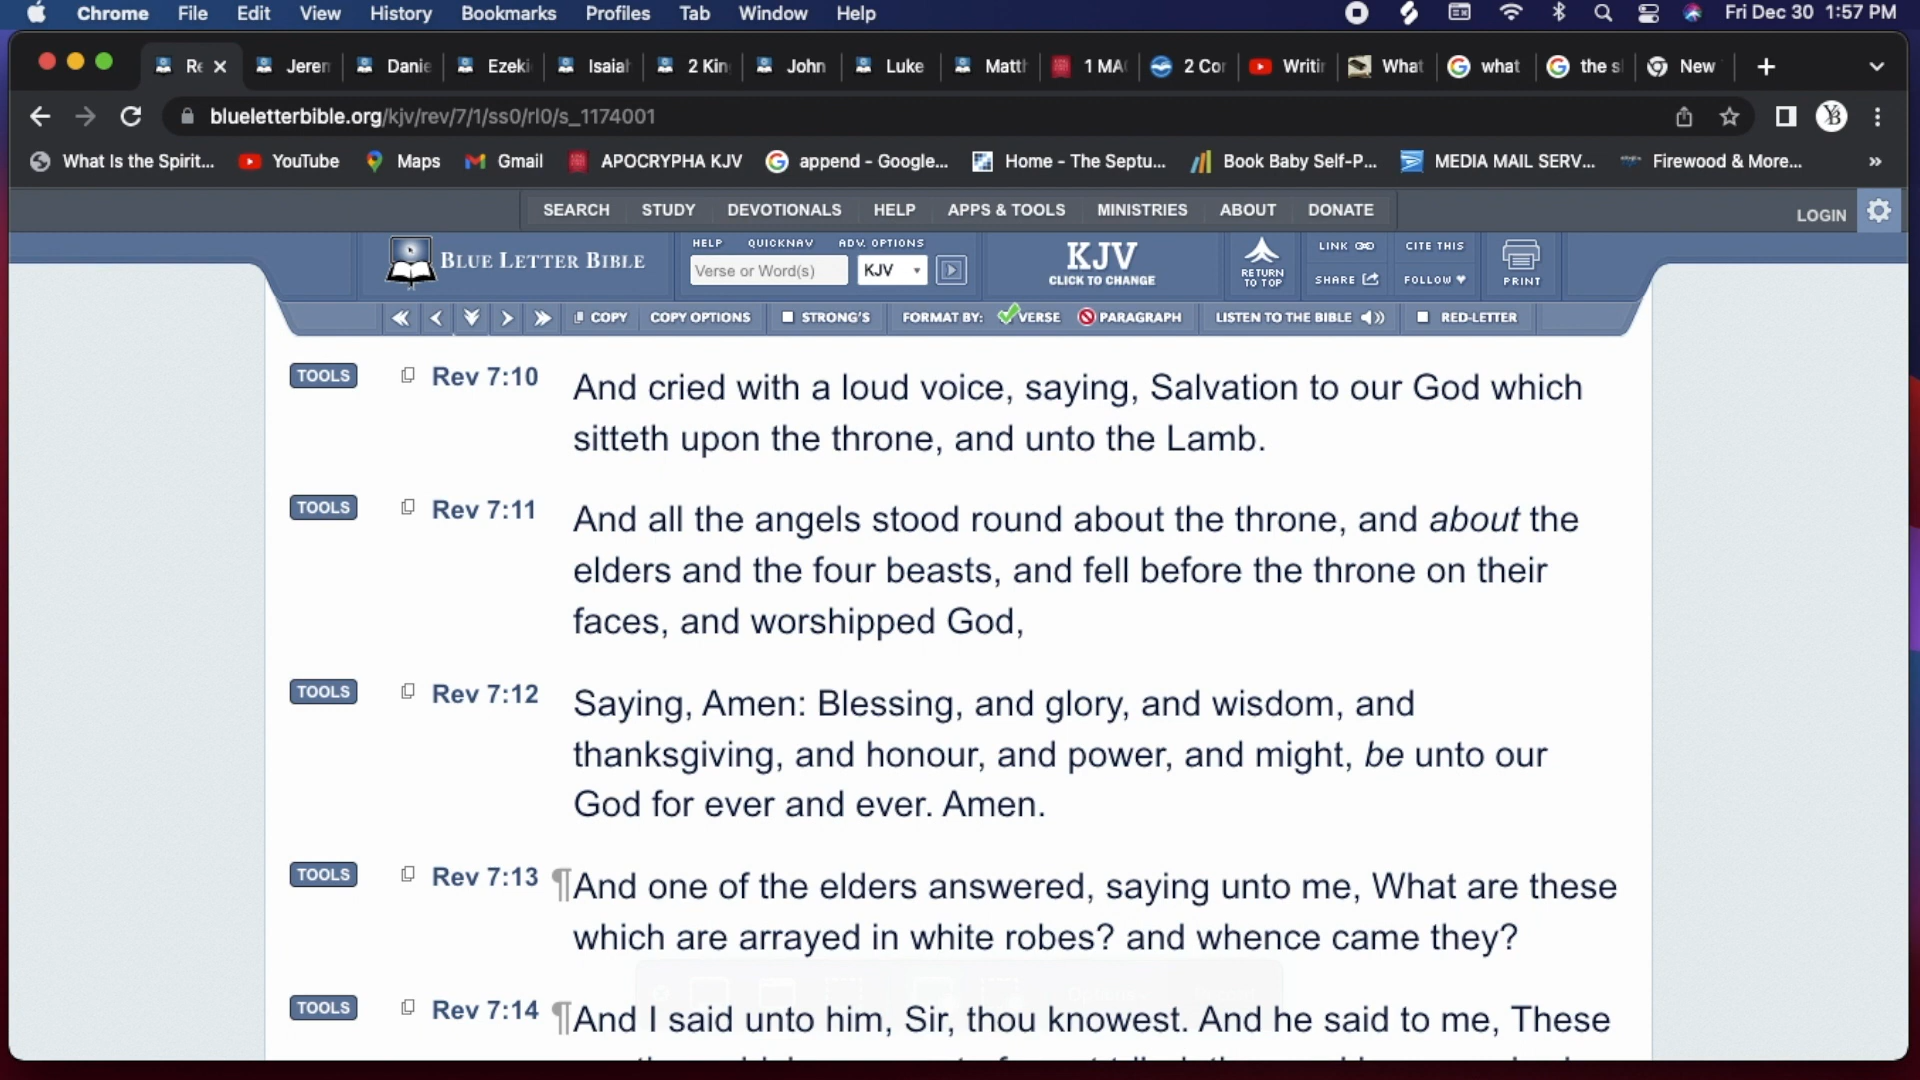 Chrome File Edit View History Bookmarks Profiles Tab Window Help Fri Dec 30 1:57 PM
Re Jerem Danie Ezeki Isaiah 2 Kin John Luke Matth 1 MA 2 Cor Writin What what the s New
blueletterbible.org/kjv/rev/7/1/ss0/rl0/s_1174001
What Is the Spirit... YouTube Maps Gmail APOCRYPHA KJV append - Google... Home - The Septu... Book Baby Self-P... MEDIA MAIL SERV... Firewood & More... »
SEARCH STUDY DEVOTIONALS HELP APPS & TOOLS MINISTRIES ABOUT DONATE LOGIN
HELP QUICKNAV ADV. OPTIONS
BLUE LETTER BIBLE
Verse or Word(s) KJV
KJV
CLICK TO CHANGE
RETURN
TO TOP
LINK CITE THIS
SHARE FOLLOW
PRINT
COPY COPY OPTIONS STRONG'S FORMAT BY: VERSE PARAGRAPH LISTEN TO THE BIBLE RED-LETTER
TOOLS Rev 7:10 And cried with a loud voice, saying, Salvation to our God which
sitteth upon the throne, and unto the Lamb.
TOOLS Rev 7:11 And all the angels stood round about the throne, and about the
elders and the four beasts, and fell before the throne on their
faces, and worshipped God,
TOOLS Rev 7:12 Saying, Amen: Blessing, and glory, and wisdom, and
thanksgiving, and honour, and power, and might, be unto our
God for ever and ever. Amen.
TOOLS Rev 7:13 ¶And one of the elders answered, saying unto me, What are these
which are arrayed in white robes? and whence came they?
TOOLS Rev 7:14 ¶And I said unto him, Sir, thou knowest. And he said to me, These